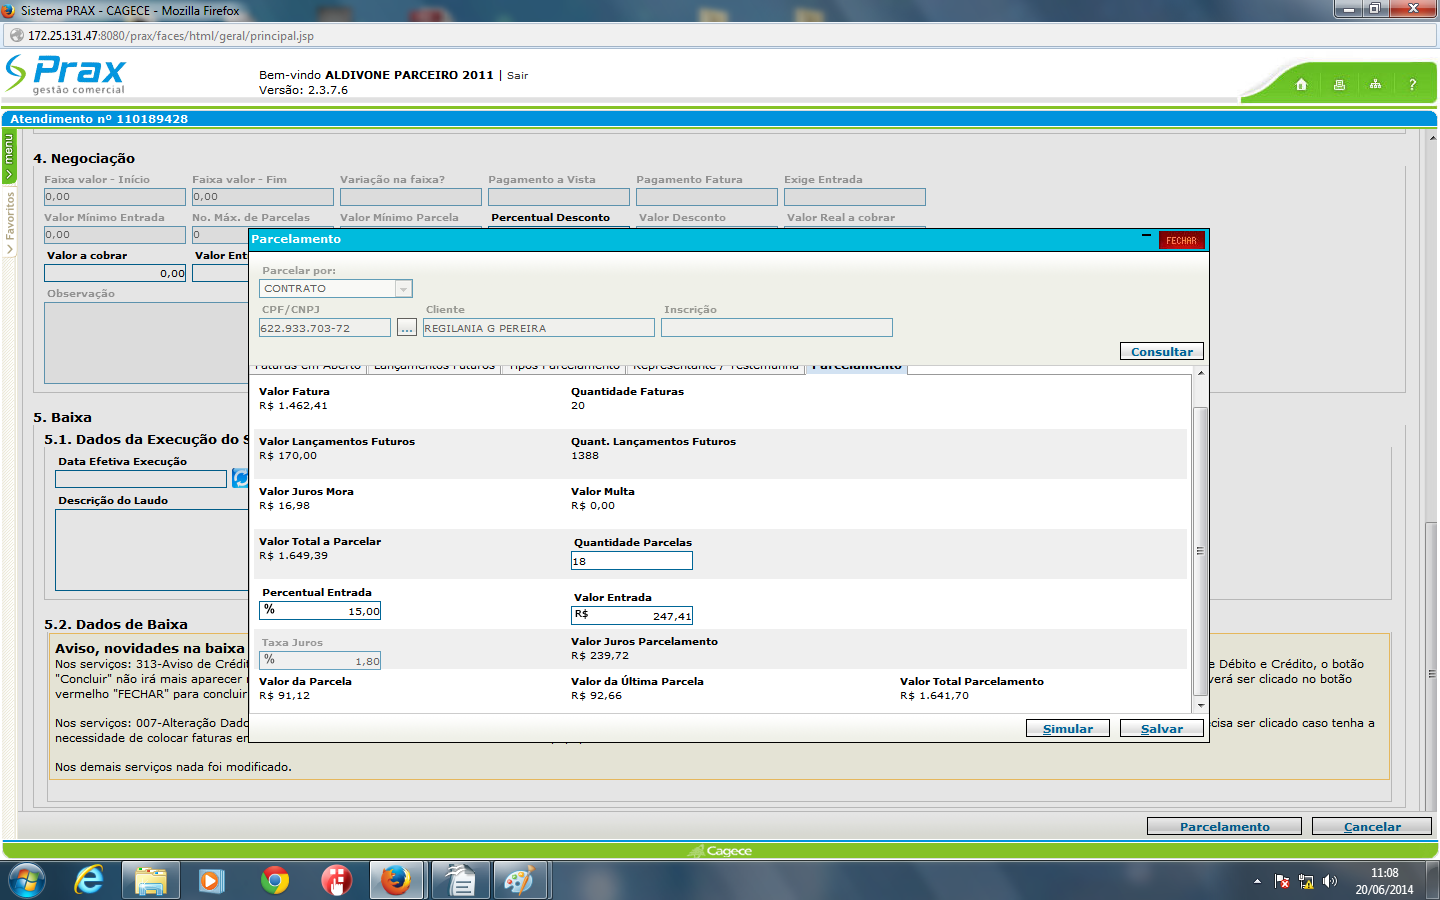 Sistema PRAX - CAGECE - Mozilla Firefox
172.25.131.47:8080/prax/faces/html/geral/principal.jsp
Prax
gestão comercial
Bem-vindo ALDIVONE PARCEIRO 2011 | Sair
Versão: 2.3.7.6
?
Atendimento nº 110189428
menu
Favoritos
4. Negociação
Faixa valor - Início Faixa valor - Fim Variação na faixa? Pagamento a Vista Pagamento Fatura Exige Entrada
0,00 0,00
Valor Mínimo Entrada No. Máx. de Parcelas Valor Mínimo Parcela Percentual Desconto Valor Desconto Valor Real a cobrar
0,00 0
Valor a cobrar Valor Ent
0,00
Observação
Parcelamento
FECHAR
Parcelar por:
CONTRATO
CPF/CNPJ Cliente Inscrição
622.933.703-72 ... REGILANIA G PEREIRA
Consultar
Faturas em Aberto Lançamentos Futuros Tipos Parcelamento Representante / Testemunha Parcelamento
Valor Fatura Quantidade Faturas
R$ 1.462,41 20
Valor Lançamentos Futuros Quant. Lançamentos Futuros
R$ 170,00 1388
Valor Juros Mora Valor Multa
R$ 16,98 R$ 0,00
Valor Total a Parcelar Quantidade Parcelas
R$ 1.649,39 18
Percentual Entrada Valor Entrada
% 15,00 R$ 247,41
Taxa Juros Valor Juros Parcelamento
% 1,80 R$ 239,72
Valor da Parcela Valor da Última Parcela Valor Total Parcelamento
R$ 91,12 R$ 92,66 R$ 1.641,70
Simular Salvar
5. Baixa
5.1. Dados da Execução do S
Data Efetiva Execução
Descrição do Laudo
5.2. Dados de Baixa
Aviso, novidades na baixa
Nos serviços: 313-Aviso de Crédit e Débito e Crédito, o botão
"Concluir" não irá mais aparecer verá ser clicado no botão
vermelho "FECHAR" para concluir
Nos serviços: 007-Alteração Dado cisa ser clicado caso tenha a
necessidade de colocar faturas en
Nos demais serviços nada foi modificado.
Parcelamento Cancelar
Cagece
11:08
20/06/2014